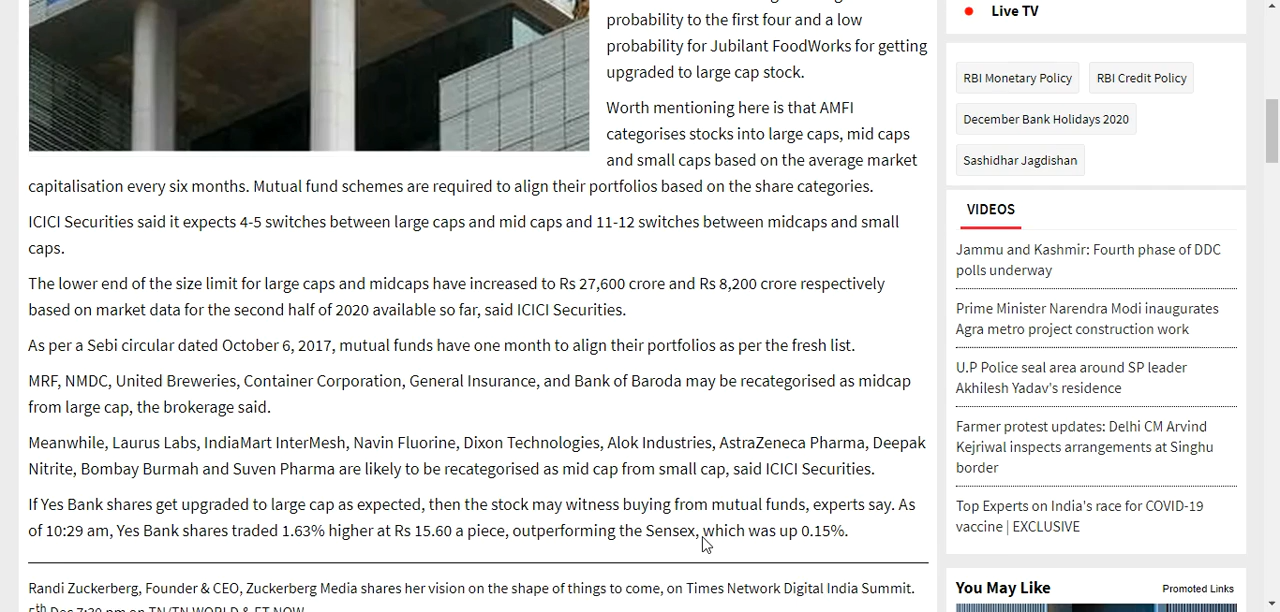 probability to the first four and a low
probability for Jubilant FoodWorks for getting
upgraded to large cap stock.
Worth mentioning here is that AMFI
categorises stocks into large caps, mid caps
and small caps based on the average market
capitalisation every six months. Mutual fund schemes are required to align their portfolios based on the share categories.
ICICI Securities said it expects 4-5 switches between large caps and mid caps and 11-12 switches between midcaps and small
caps.
The lower end of the size limit for large caps and midcaps have increased to Rs 27,600 crore and Rs 8,200 crore respectively
based on market data for the second half of 2020 available so far, said ICICI Securities.
As per a Sebi circular dated October 6, 2017, mutual funds have one month to align their portfolios as per the fresh list.
MRF, NMDC, United Breweries, Container Corporation, General Insurance, and Bank of Baroda may be recategorised as midcap
from large cap, the brokerage said.
Meanwhile, Laurus Labs, IndiaMart InterMesh, Navin Fluorine, Dixon Technologies, Alok Industries, AstraZeneca Pharma, Deepak
Nitrite, Bombay Burmah and Suven Pharma are likely to be recategorised as mid cap from small cap, said ICICI Securities.
If Yes Bank shares get upgraded to large cap as expected, then the stock may witness buying from mutual funds, experts say. As
of 10:29 am, Yes Bank shares traded 1.63% higher at Rs 15.60 a piece, outperforming the Sensex, which was up 0.15%.
Randi Zuckerberg, Founder & CEO, Zuckerberg Media shares her vision on the shape of things to come, on Times Network Digital India Summit.
5th Dec 7:30 pm on TN/TN WORLD & ET NOW
Live TV
RBI Monetary Policy
RBI Credit Policy
December Bank Holidays 2020
Sashidhar Jagdishan
VIDEOS
Jammu and Kashmir: Fourth phase of DDC
polls underway
Prime Minister Narendra Modi inaugurates
Agra metro project construction work
U.P Police seal area around SP leader
Akhilesh Yadav's residence
Farmer protest updates: Delhi CM Arvind
Kejriwal inspects arrangements at Singhu
border
Top Experts on India's race for COVID-19
vaccine | EXCLUSIVE
You May Like
Promoted Links